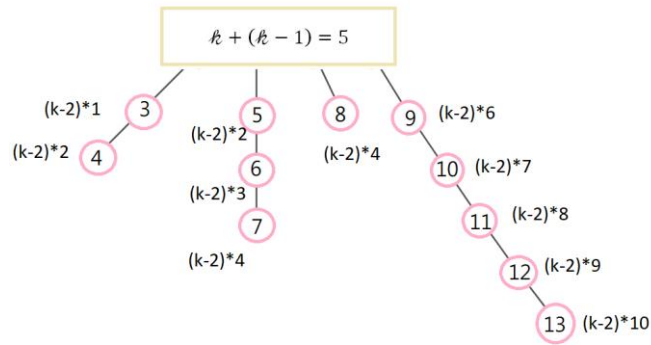 𝓀 + (𝓀 − 1) = 5
(k-2)*1 3
(k-2)*2 4
(k-2)*2 5
(k-2)*3 6
7
(k-2)*4
8
(k-2)*4
9 (k-2)*6
10 (k-2)*7
11 (k-2)*8
12 (k-2)*9
13 (k-2)*10